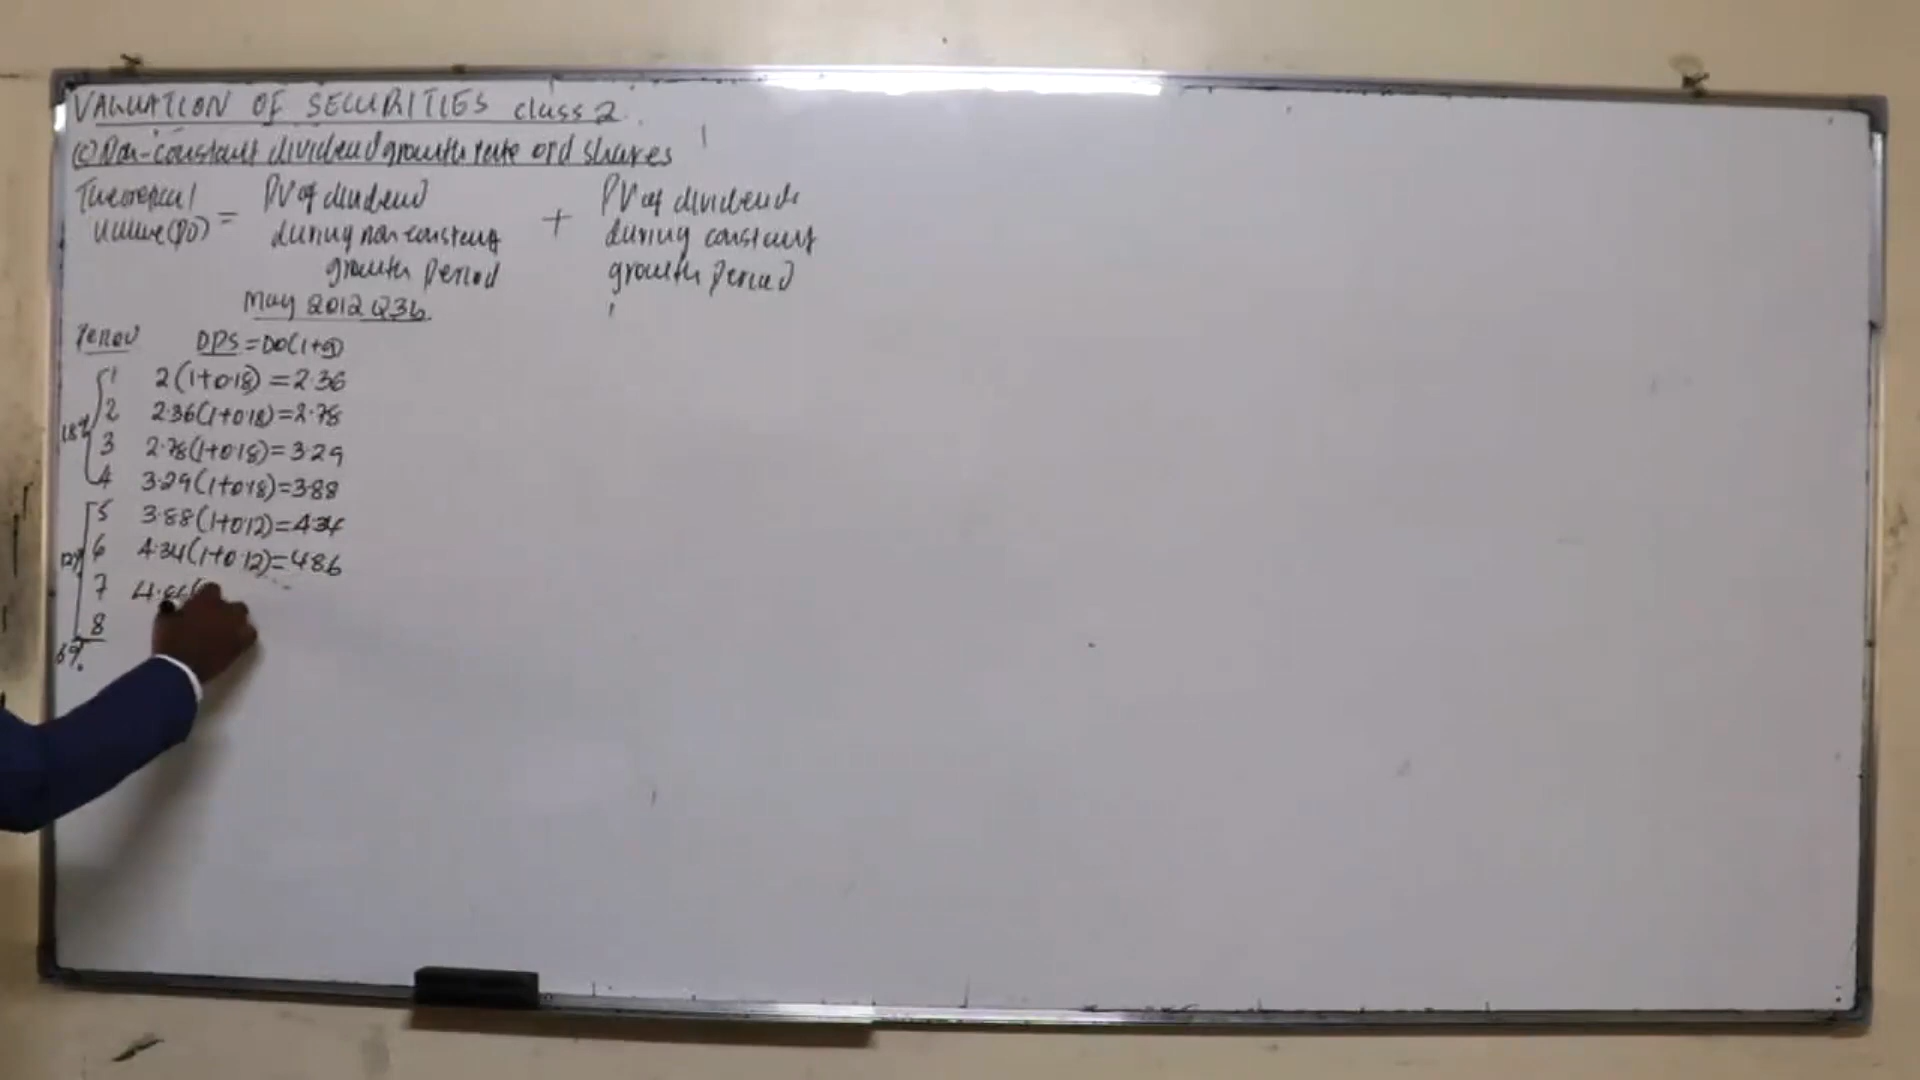 VALUATION OF SECURITIES class 2
(c) Non-constant dividend growth rate ord shares
Theoretical value (P0) = PV of dividend during non constant growth period + PV of dividends during constant growth period
May 2012 Q3b
Period DPS = D0(1+g)
18%
1 2(1+0.18) = 2.36
2 2.36(1+0.18) = 2.78
3 2.78(1+0.18) = 3.29
4 3.29(1+0.18) = 3.88
12%
5 3.88(1+0.12) = 4.34
6 4.34(1+0.12) = 4.86
7 4.86(
8
6%